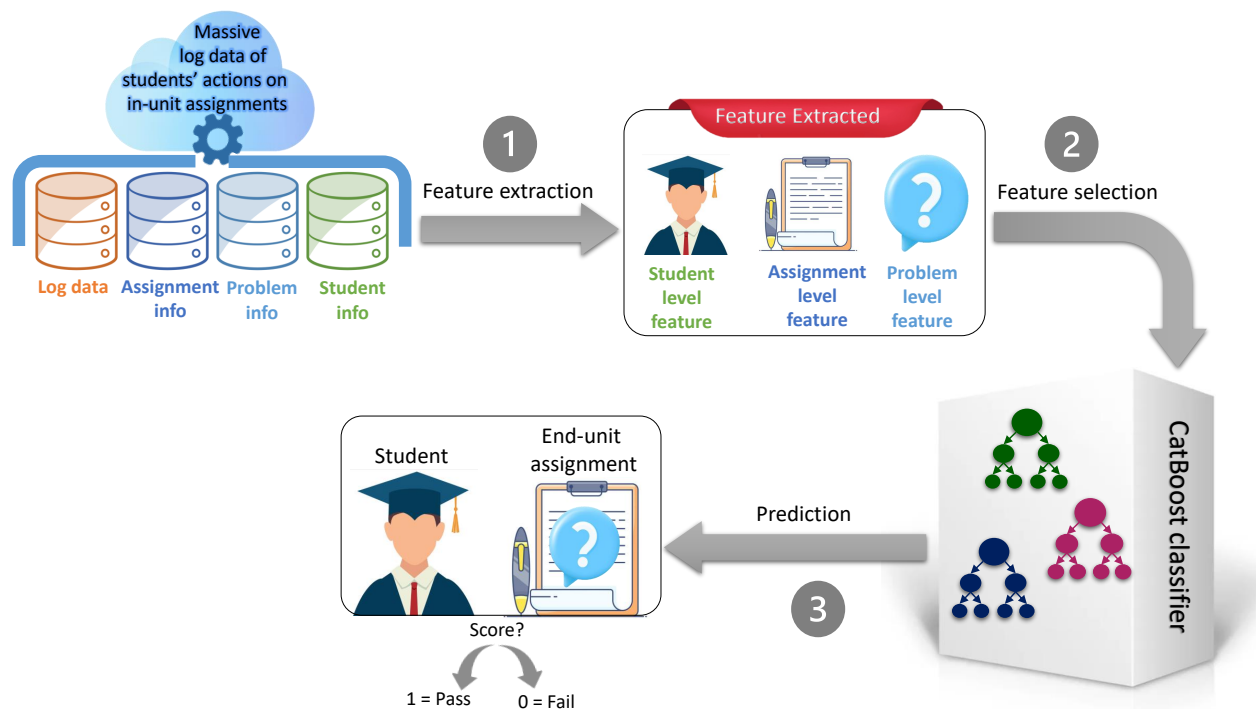 Massive
log data of
students' actions on
in-unit assignments
Log data
Assignment
info
Problem
info
Student
info
1
Feature extraction
Feature Extracted
Student
level
feature
Assignment
level
feature
?
Problem
level
feature
2
Feature selection
CatBoost classifier
Prediction
3
Student
End-unit
assignment
?
Score?
1 = Pass
0 = Fail